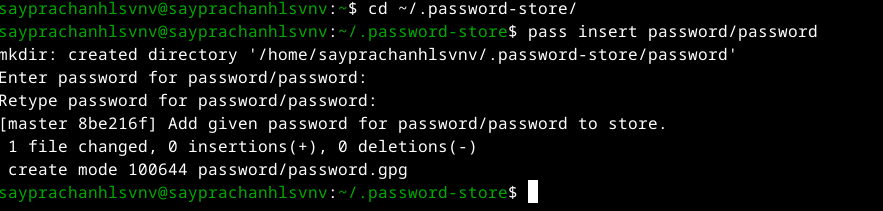 sayprachanhlsvnv@sayprachanhlsvnv:~$ cd ~/.password-store/
sayprachanhlsvnv@sayprachanhlsvnv:~/.password-store$ pass insert password/password
mkdir: created directory '/home/sayprachanhlsvnv/.password-store/password'
Enter password for password/password:
Retype password for password/password:
[master 8be216f] Add given password for password/password to store.
 1 file changed, 0 insertions(+), 0 deletions(-)
 create mode 100644 password/password.gpg
sayprachanhlsvnv@sayprachanhlsvnv:~/.password-store$